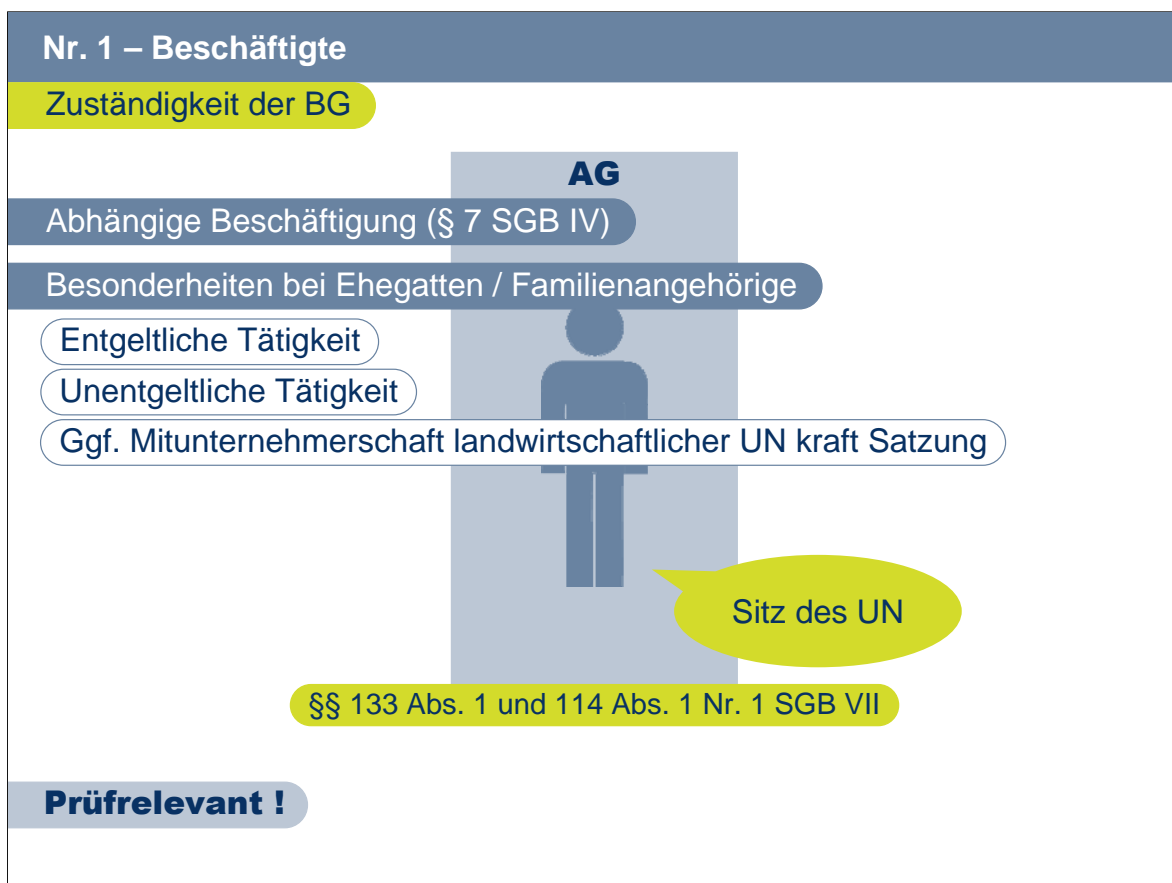 Nr. 1 – Beschäftigte
Zuständigkeit der BG
AG
Abhängige Beschäftigung (§ 7 SGB IV)
Besonderheiten bei Ehegatten / Familienangehörige
Entgeltliche Tätigkeit
Unentgeltliche Tätigkeit
Ggf. Mitunternehmerschaft landwirtschaftlicher UN kraft Satzung
Sitz des UN
§§ 133 Abs. 1 und 114 Abs. 1 Nr. 1 SGB VII
Prüfrelevant !